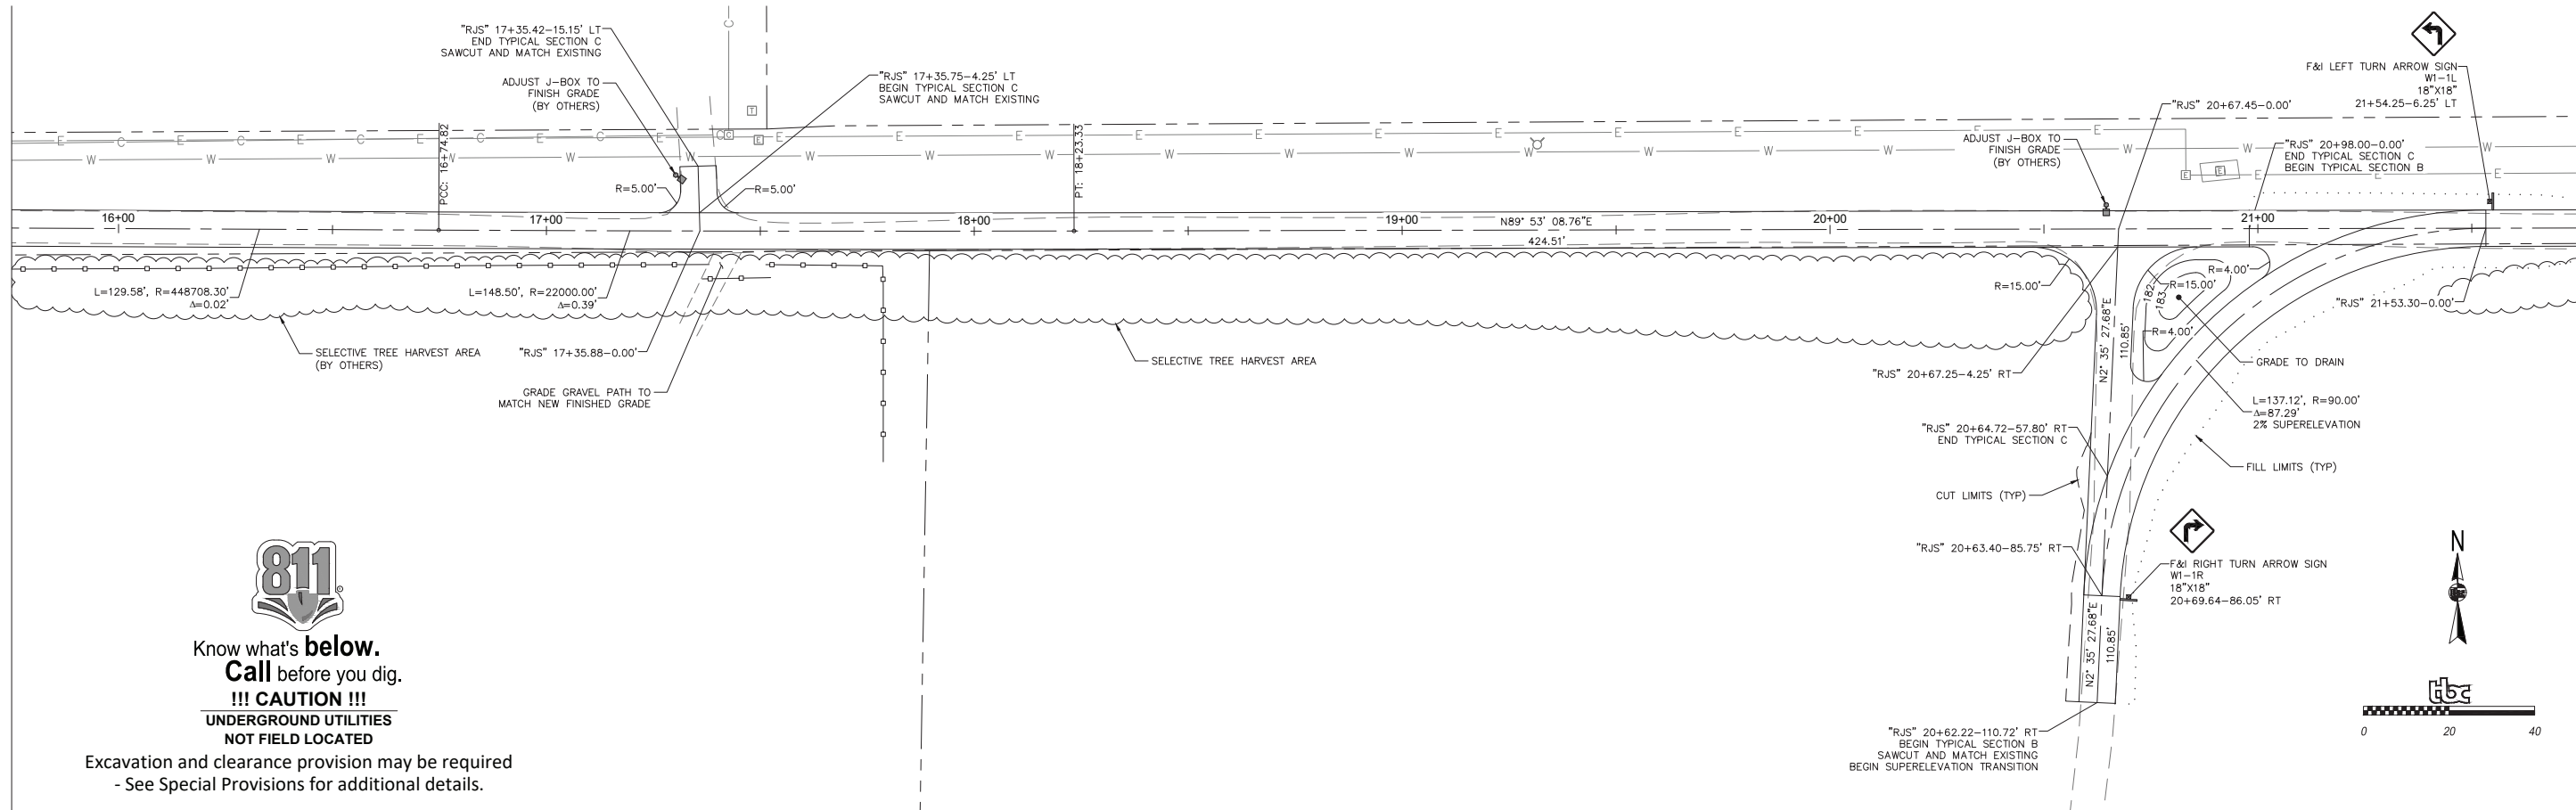 "RJS" 17+35.42-15.15' LT
END TYPICAL SECTION C
SAWCUT AND MATCH EXISTING
ADJUST J-BOX TO
FINISH GRADE
(BY OTHERS)
"RJS" 17+35.75-4.25' LT
BEGIN TYPICAL SECTION C
SAWCUT AND MATCH EXISTING
F&I LEFT TURN ARROW SIGN
W1-1L
18"X18"
21+54.25-6.25' LT
"RJS" 20+67.45-0.00'
ADJUST J-BOX TO
FINISH GRADE
(BY OTHERS)
"RJS" 20+98.00-0.00'
END TYPICAL SECTION C
BEGIN TYPICAL SECTION B
C
T
C
E
E C E C E C E C E C E E E E E E E E E E E E
W W W W W W W W W W W W W W W W W W W W W
E
E
E E E
PCC: 16+74.82
PT: 18+23.33
R=5.00'
R=5.00'
16+00
17+00
18+00
19+00
20+00
21+00
N89° 53' 08.76"E
424.51'
L=129.58', R=448708.30'
Δ=0.02'
L=148.50', R=22000.00'
Δ=0.39'
R=15.00'
R=4.00'
R=15.00'
182
183
R=4.00'
"RJS" 21+53.30-0.00'
N2° 35' 27.68"E
110.85'
SELECTIVE TREE HARVEST AREA
(BY OTHERS)
"RJS" 17+35.88-0.00'
SELECTIVE TREE HARVEST AREA
"RJS" 20+67.25-4.25' RT
GRADE TO DRAIN
GRADE GRAVEL PATH TO
MATCH NEW FINISHED GRADE
L=137.12', R=90.00'
Δ=87.29'
2% SUPERELEVATION
"RJS" 20+64.72-57.80' RT
END TYPICAL SECTION C
FILL LIMITS (TYP)
CUT LIMITS (TYP)
"RJS" 20+63.40-85.75' RT
F&I RIGHT TURN ARROW SIGN
W1-1R
18"X18"
20+69.64-86.05' RT
N2° 35' 27.68"E
110.85'
"RJS" 20+62.22-110.72' RT
BEGIN TYPICAL SECTION B
SAWCUT AND MATCH EXISTING
BEGIN SUPERELEVATION TRANSITION
811
Know what's below.
Call before you dig.
!!! CAUTION !!!
UNDERGROUND UTILITIES
NOT FIELD LOCATED
Excavation and clearance provision may be required
- See Special Provisions for additional details.
N
tbc
0 20 40